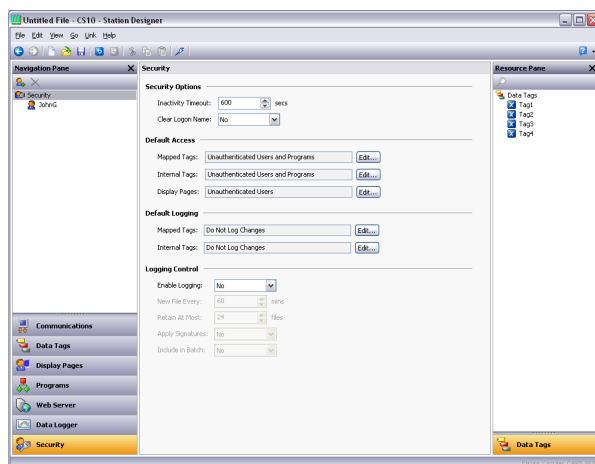 Untitled File - CS10 - Station Designer
File Edit View Go Link Help
Navigation Pane
Security
JohnG
Communications
Data Tags
Display Pages
Programs
Web Server
Data Logger
Security
Security
Security Options
Inactivity Timeout: 600 secs
Clear Logon Name: No
Default Access
Mapped Tags: Unauthenticated Users and Programs Edit...
Internal Tags: Unauthenticated Users and Programs Edit...
Display Pages: Unauthenticated Users Edit...
Default Logging
Mapped Tags: Do Not Log Changes Edit...
Internal Tags: Do Not Log Changes Edit...
Logging Control
Enable Logging: No
New File Every: 60 mins
Retain At Most: 24 files
Apply Signatures: No
Include in Batch: No
Resource Pane
Data Tags
Tag1
Tag2
Tag3
Tag4
Data Tags